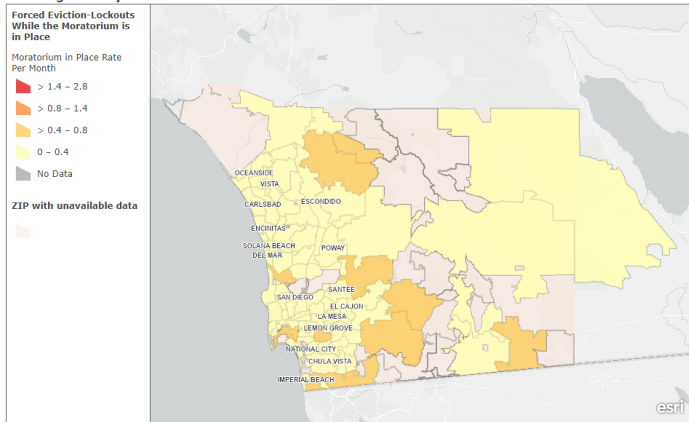 Forced Eviction-Lockouts
While the Moratorium is
in Place
Moratorium in Place Rate
Per Month
> 1.4 – 2.8
> 0.8 – 1.4
> 0.4 – 0.8
0 – 0.4
No Data
ZIP with unavailable data
OCEANSIDE
VISTA
CARLSBAD
ESCONDIDO
ENCINITAS
SOLANA BEACH
POWAY
DEL MAR
SANTEE
SAN DIEGO
EL CAJON
LA MESA
LEMON GROVE
NATIONAL CITY
CHULA VISTA
IMPERIAL BEACH
esri